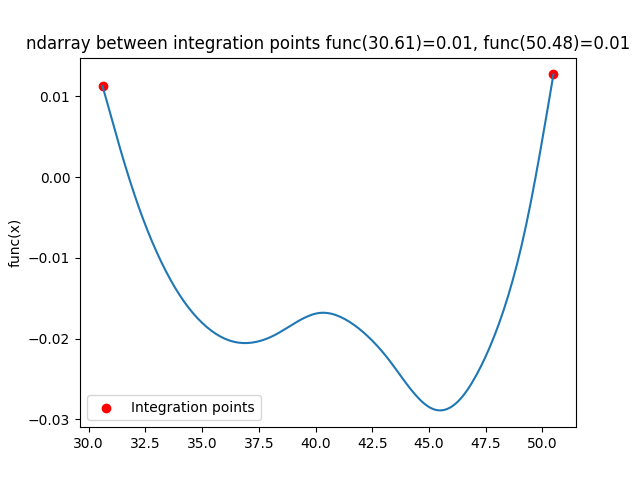 ndarray between integration points func(30.61)=0.01, func(50.48)=0.01
func(x)
0.01
0.00
−0.01
−0.02
−0.03
Integration points
30.0 32.5 35.0 37.5 40.0 42.5 45.0 47.5 50.0